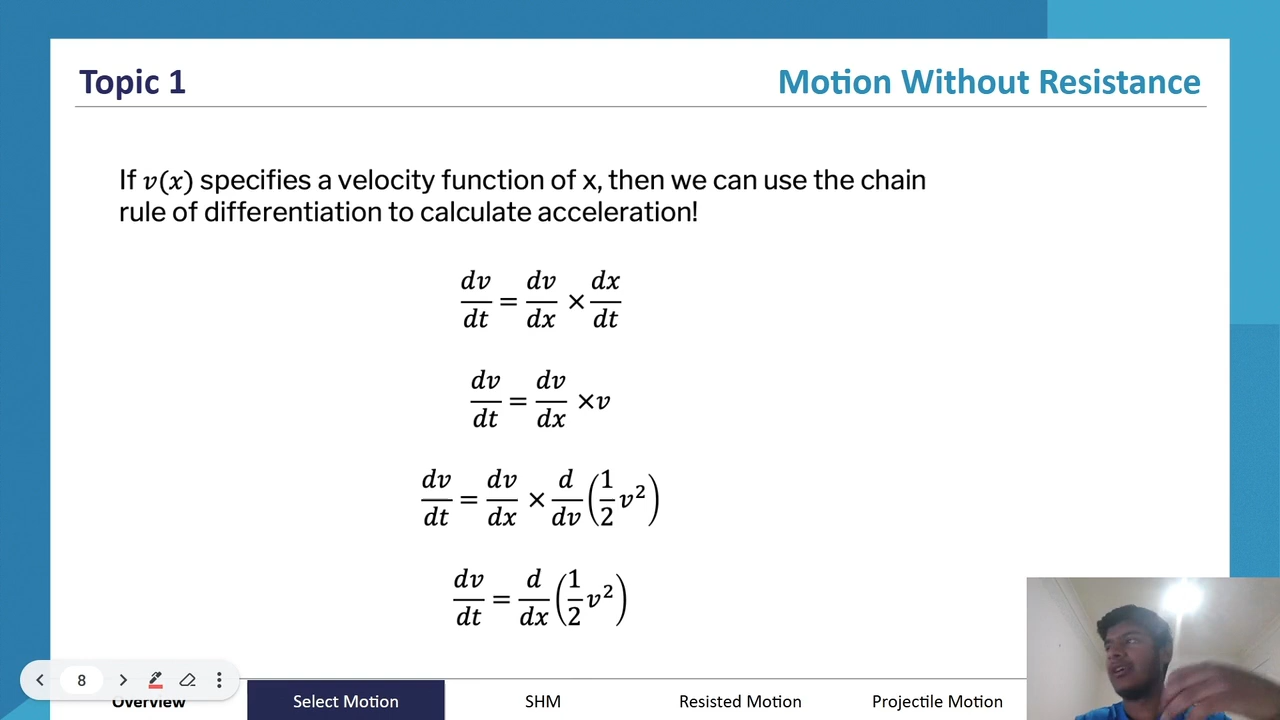 Topic 1
Motion Without Resistance
If v(x) specifies a velocity function of x, then we can use the chain
rule of differentiation to calculate acceleration!
dv/dt = dv/dx × dx/dt
dv/dt = dv/dx ×v
dv/dt = dv/dx × d/dv (1/2 v²)
dv/dt = d/dx (1/2 v²)
8
Overview
Select Motion
SHM
Resisted Motion
Projectile Motion